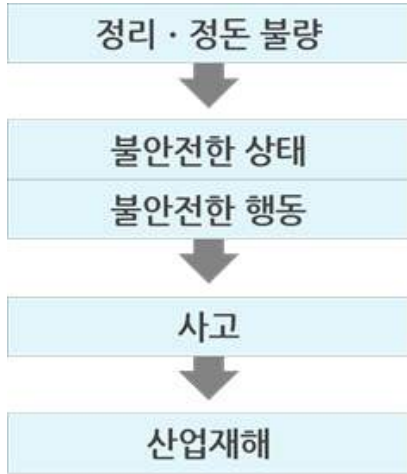 정리 · 정돈 불량
불안전한 상태
불안전한 행동
사고
산업재해